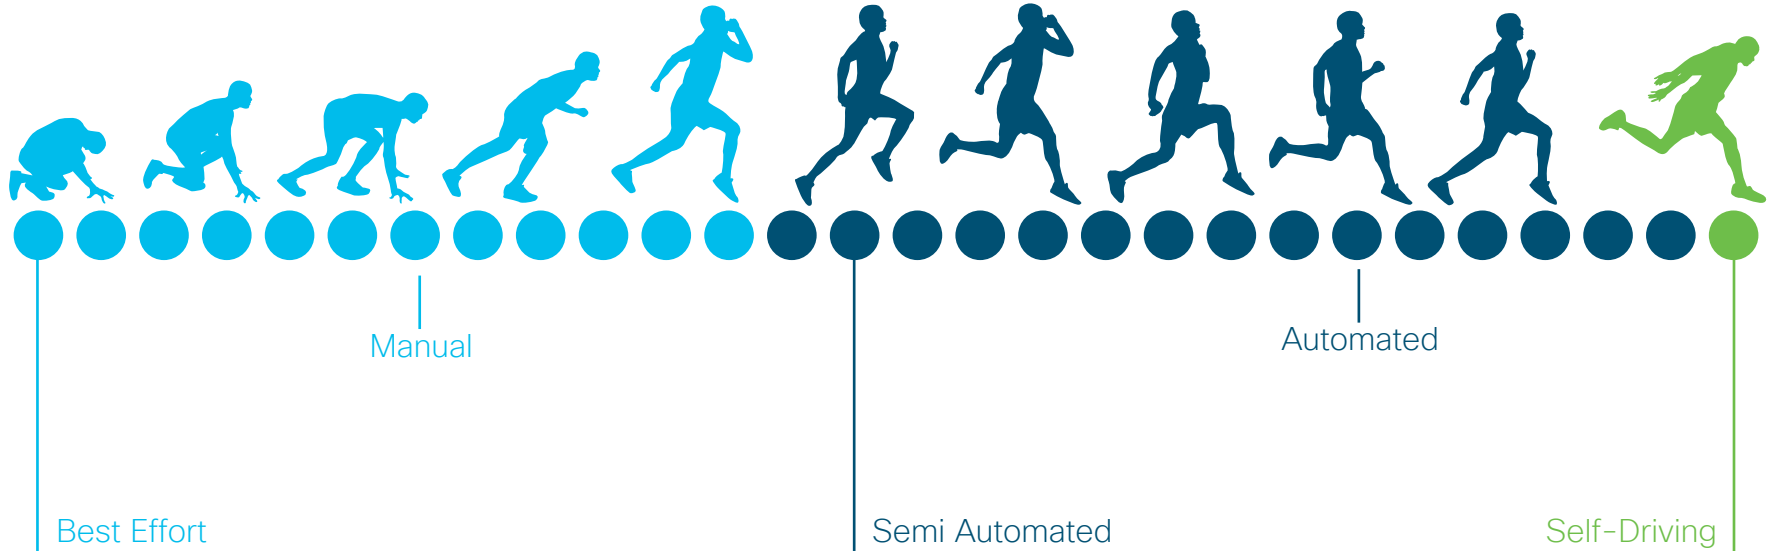 Manual
Automated
Best Effort
Semi Automated
Self-Driving